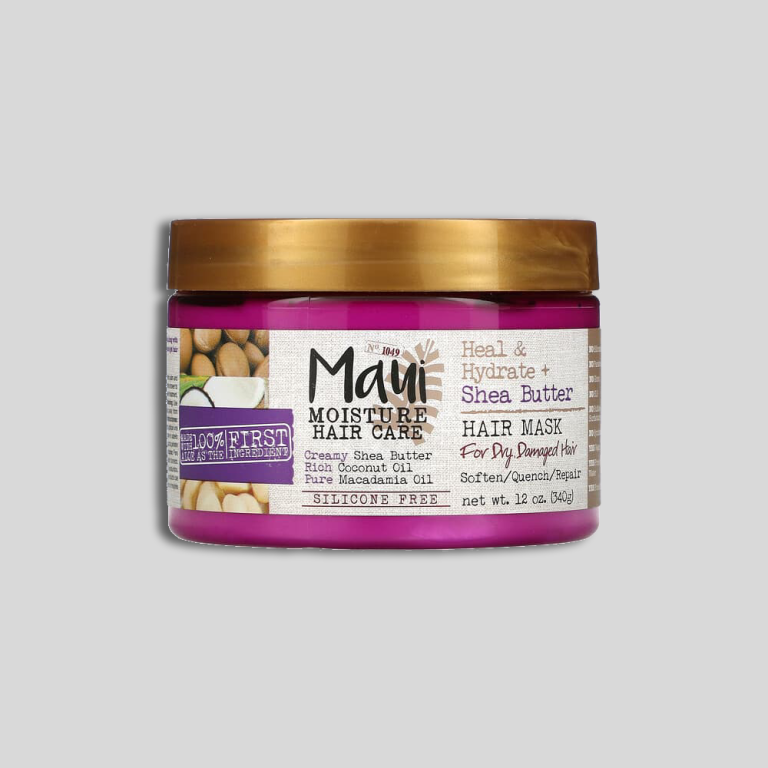 Nº 1049
Maui
MOISTURE
HAIR CARE
Creamy Shea Butter
Rich Coconut Oil
Pure Macadamia Oil
SILICONE FREE
MADE WITH 100% FIRST
ALOE AS THE INGREDIENT
Heal &
Hydrate +
Shea Butter
HAIR MASK
For Dry, Damaged Hair
Soften/Quench/Repair
net wt. 12 oz. (340g)